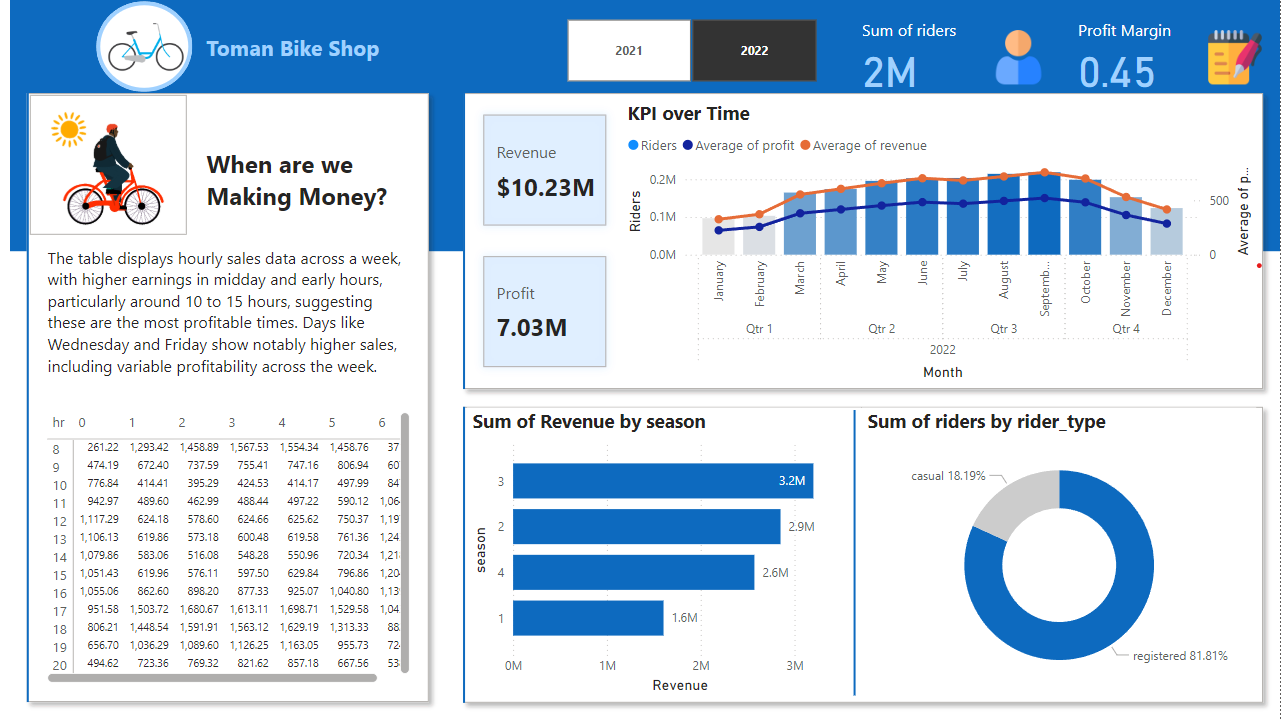 Toman Bike Shop
2021
2022
Sum of riders
2M
Profit Margin
0.45
When are we
Making Money?
The table displays hourly sales data across a week,
with higher earnings in midday and early hours,
particularly around 10 to 15 hours, suggesting
these are the most profitable times. Days like
Wednesday and Friday show notably higher sales,
including variable profitability across the week.
hr 0 1 2 3 4 5 6
8 261.22 1,293.42 1,458.89 1,567.53 1,554.34 1,458.76 37
9 474.19 672.40 737.59 755.41 747.16 806.94 60
10 776.84 414.41 395.29 424.53 414.17 497.99 84
11 942.97 489.60 462.99 488.44 497.22 590.12 1,06
12 1,117.29 624.18 578.60 624.66 625.62 750.37 1,19
13 1,106.13 619.86 573.18 600.48 619.58 761.36 1,24
14 1,079.86 583.06 516.08 548.28 550.96 720.34 1,21
15 1,051.43 619.96 576.11 597.50 629.84 796.86 1,20
16 1,055.06 862.60 898.20 877.33 925.07 1,040.80 1,13
17 951.58 1,503.72 1,680.67 1,613.11 1,698.71 1,529.58 1,04
18 806.21 1,448.54 1,591.91 1,563.12 1,629.19 1,313.33 88
19 656.70 1,036.29 1,089.60 1,126.25 1,163.05 955.73 72
20 494.62 723.36 769.32 821.62 857.18 667.56 53
Revenue
$10.23M
Profit
7.03M
KPI over Time
Riders Average of profit Average of revenue
Riders
0.2M
0.1M
0.0M
500
0
Average of p...
January February March April May June July August Septemb... October November December
Qtr 1 Qtr 2 Qtr 3 Qtr 4
2022
Month
Sum of Revenue by season
season
3 3.2M
2 2.9M
4 2.6M
1 1.6M
0M 1M 2M 3M
Revenue
Sum of riders by rider_type
casual 18.19%
registered 81.81%